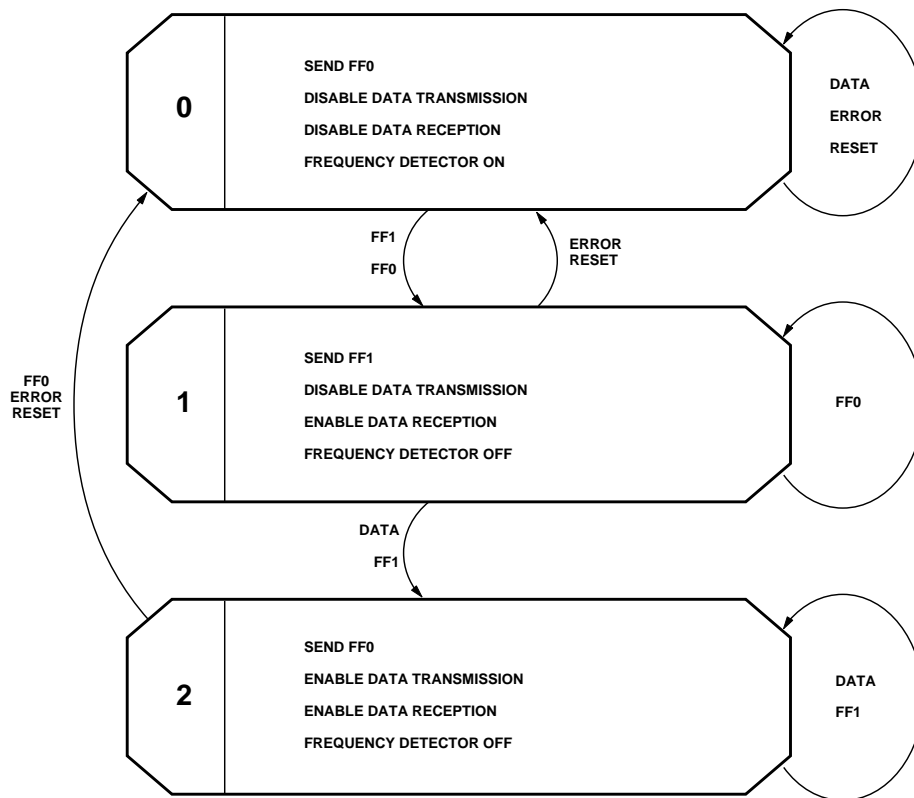 0
SEND FF0
DISABLE DATA TRANSMISSION
DISABLE DATA RECEPTION
FREQUENCY DETECTOR ON
DATA
ERROR
RESET
FF1
FF0
ERROR
RESET
FF0
ERROR
RESET
1
SEND FF1
DISABLE DATA TRANSMISSION
ENABLE DATA RECEPTION
FREQUENCY DETECTOR OFF
FF0
DATA
FF1
2
SEND FF0
ENABLE DATA TRANSMISSION
ENABLE DATA RECEPTION
FREQUENCY DETECTOR OFF
DATA
FF1